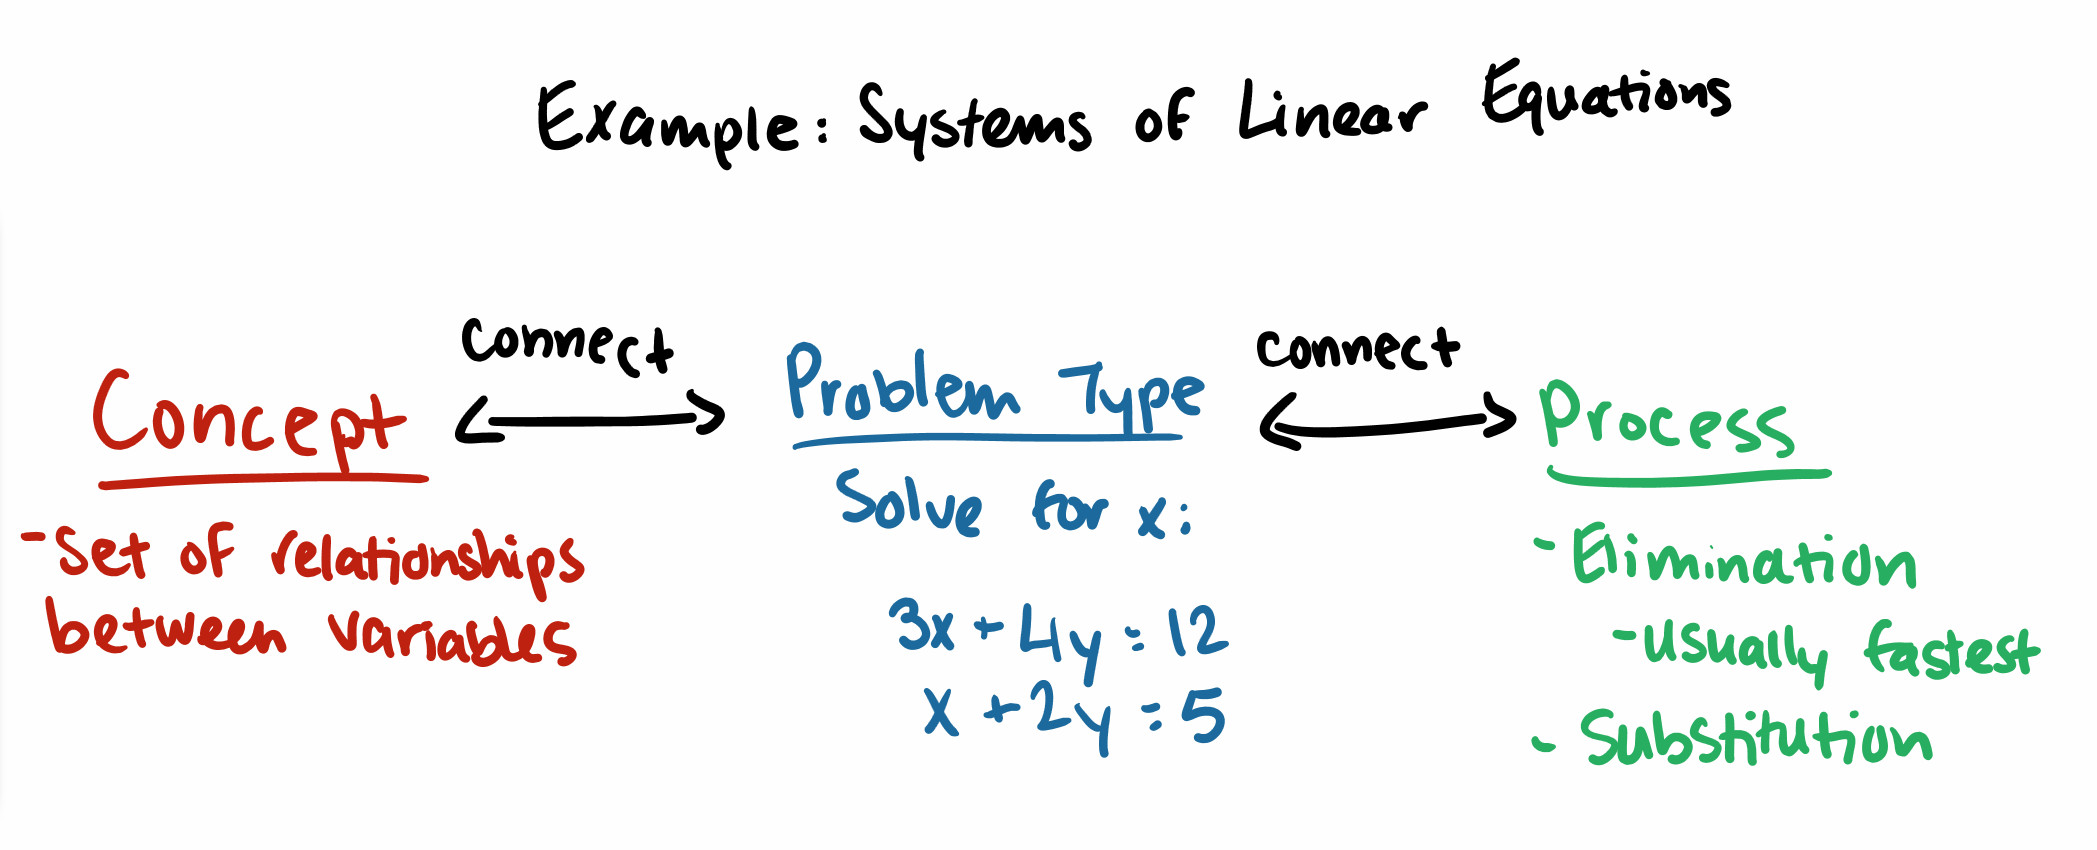 Example: Systems of Linear Equations
connect
connect
Concept
Problem Type
Process
- Set of relationships
between variables
Solve for x:
3x + 4y = 12
x + 2y = 5
- Elimination
- usually fastest
- Substitution